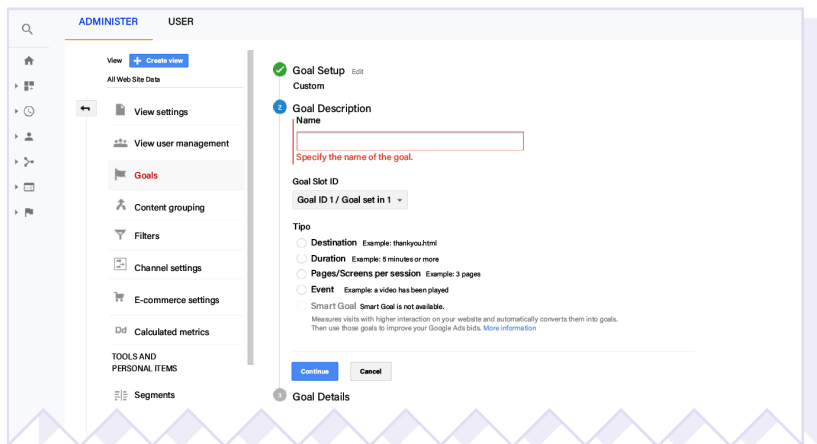 ADMINISTER USER
View + Create view
All Web Site Data
View settings
View user management
Goals
Content grouping
Filters
Channel settings
E-commerce settings
Dd Calculated metrics
TOOLS AND
PERSONAL ITEMS
Segments
Goal Setup Edit
Custom
2 Goal Description
Name
Specify the name of the goal.
Goal Slot ID
Goal ID 1 / Goal set in 1
Tipo
Destination Example: thankyou.html
Duration Example: 5 minutes or more
Pages/Screens per session Example: 3 pages
Event Example: a video has been played
Smart Goal Smart Goal is not available.
Measures visits with higher interaction on your website and automatically converts them into goals.
Then use those goals to improve your Google Ads bids. More information
Continue Cancel
3 Goal Details